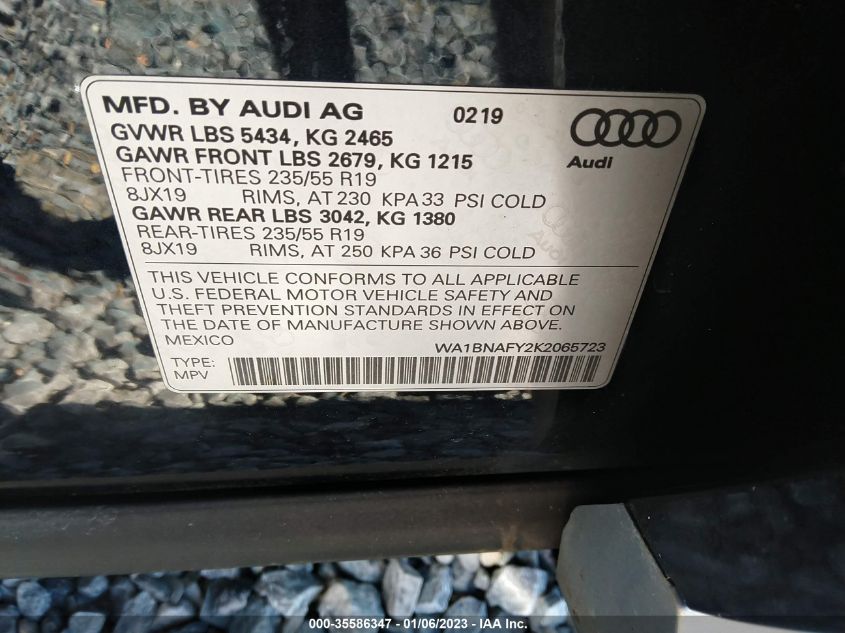 MFD. BY AUDI AG 0219
GVWR LBS 5434, KG 2465
GAWR FRONT LBS 2679, KG 1215
Audi
FRONT-TIRES 235/55 R19
8JX19 RIMS, AT 230 KPA 33 PSI COLD
GAWR REAR LBS 3042, KG 1380
REAR-TIRES 235/55 R19
8JX19 RIMS, AT 250 KPA 36 PSI COLD
Audi
THIS VEHICLE CONFORMS TO ALL APPLICABLE
U.S. FEDERAL MOTOR VEHICLE SAFETY AND
THEFT PREVENTION STANDARDS IN EFFECT ON
THE DATE OF MANUFACTURE SHOWN ABOVE.
MEXICO WA1BNAFY2K2065723
TYPE:
MPV
000-35586347 - 01/06/2023 - IAA Inc.